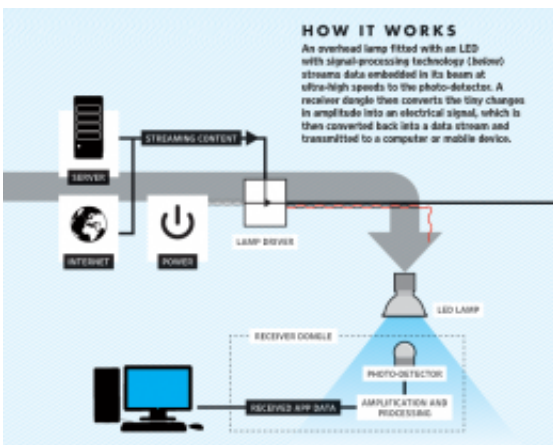 HOW IT WORKS
An overhead lamp fitted with an LED
with signal-processing technology (below)
streams data embedded in its beam at
ultra-high speeds to the photo-detector. A
receiver dongle then converts the tiny changes
in amplitude into an electrical signal, which is
then converted back into a data stream and
transmitted to a computer or mobile device.
STREAMING CONTENT
SERVER
INTERNET
POWER
LAMP DRIVER
LED LAMP
RECEIVER DONGLE
PHOTO-DETECTOR
AMPLIFICATION AND
PROCESSING
RECEIVED APP DATA